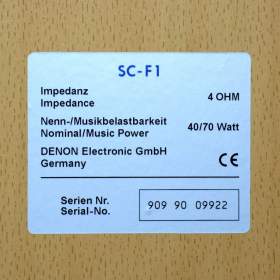 SC-F1
Impedanz
Impedance 4 OHM
Nenn-/Musikbelastbarkeit
Nominal/Music Power 40/70 Watt
DENON Electronic GmbH
Germany CE
Serien Nr.
Serial-No. 909 90 09922